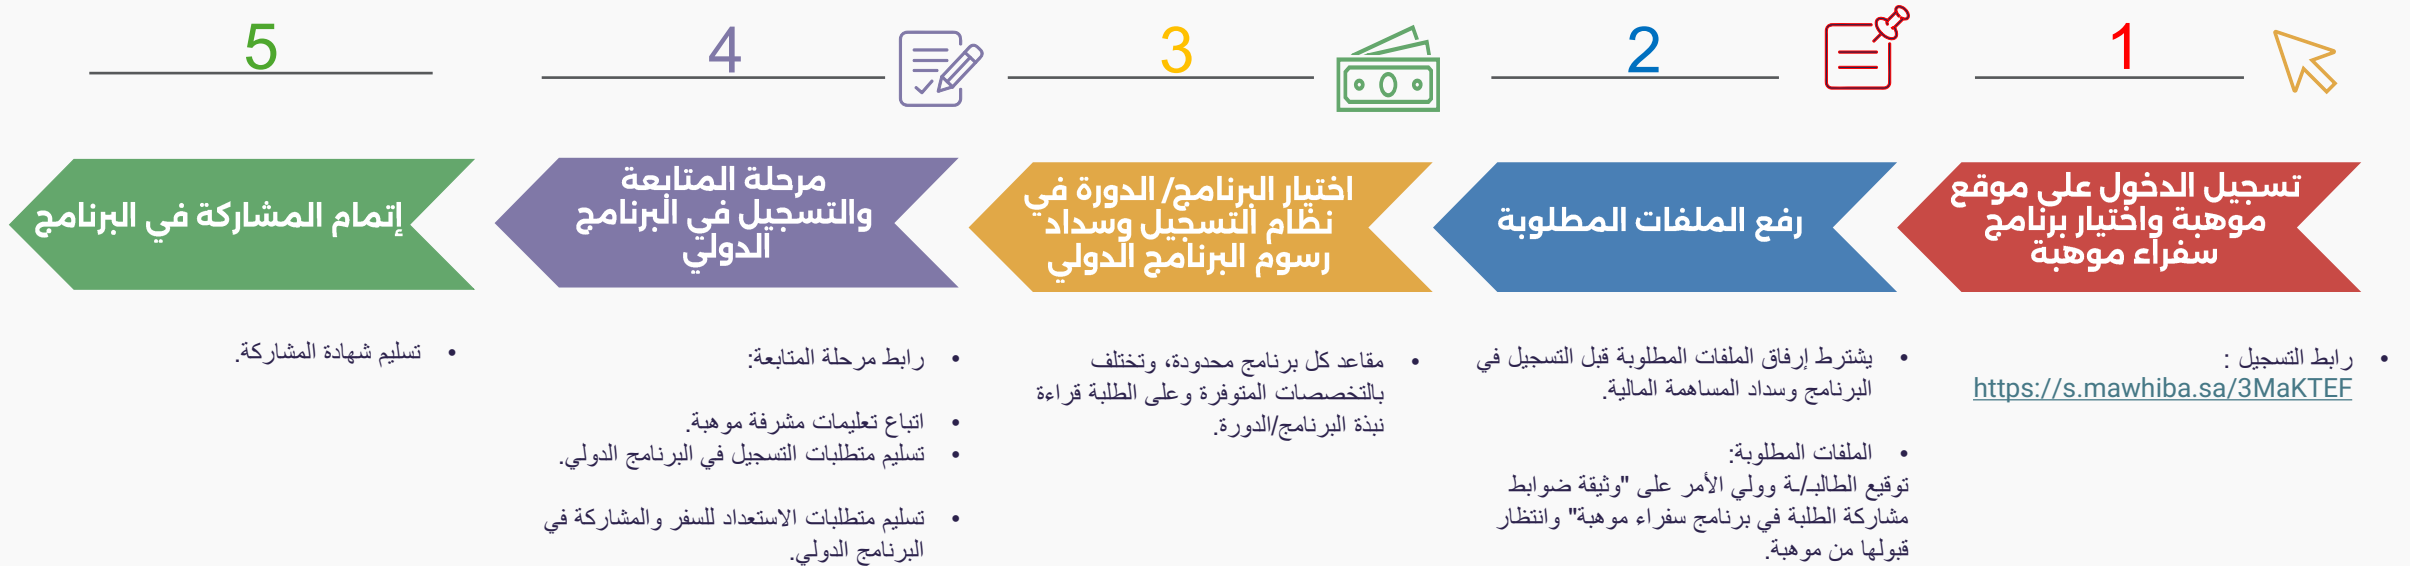 1
تسجيل الدخول على موقع
موهبة واختيار برنامج
سفراء موهبة
• رابط التسجيل :
https://s.mawhiba.sa/3MaKTEF
2
رفع الملفات المطلوبة
• يشترط إرفاق الملفات المطلوبة قبل التسجيل في
البرنامج وسداد المساهمة المالية.
• الملفات المطلوبة:
توقيع الطالبـ/ـة وولي الأمر على "وثيقة ضوابط
مشاركة الطلبة في برنامج سفراء موهبة" وانتظار
قبولها من موهبة.
3
اختيار البرنامج/ الدورة في
نظام التسجيل وسداد
رسوم البرنامج الدولي
• مقاعد كل برنامج محدودة، وتختلف
بالتخصصات المتوفرة وعلى الطلبة قراءة
نبذة البرنامج/الدورة.
4
مرحلة المتابعة
والتسجيل في البرنامج
الدولي
• رابط مرحلة المتابعة:
• اتباع تعليمات مشرفة موهبة.
• تسليم متطلبات التسجيل في البرنامج الدولي.
• تسليم متطلبات الاستعداد للسفر والمشاركة في
البرنامج الدولي.
5
إتمام المشاركة في البرنامج
• تسليم شهادة المشاركة.